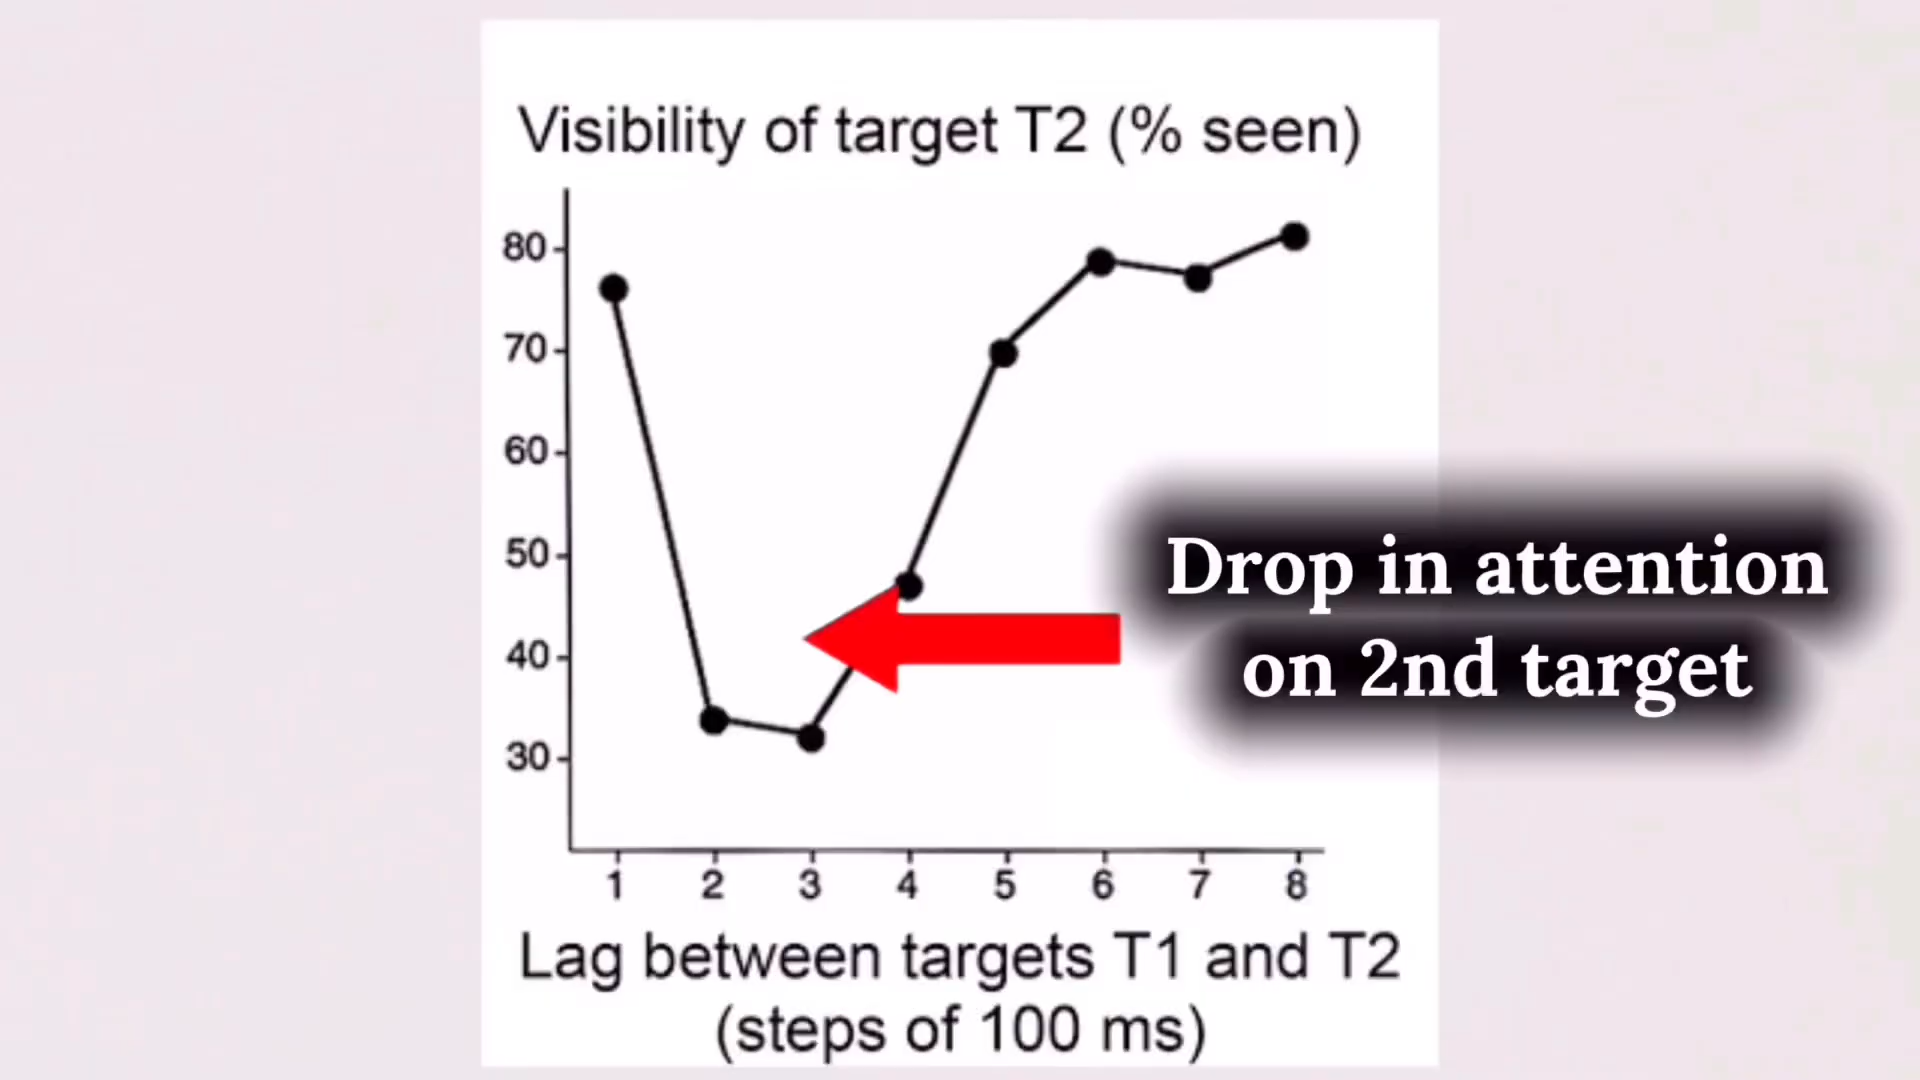 Visibility of target T2 (% seen)
80
70
60
50
40
30
Drop in attention
on 2nd target
1 2 3 4 5 6 7 8
Lag between targets T1 and T2
(steps of 100 ms)